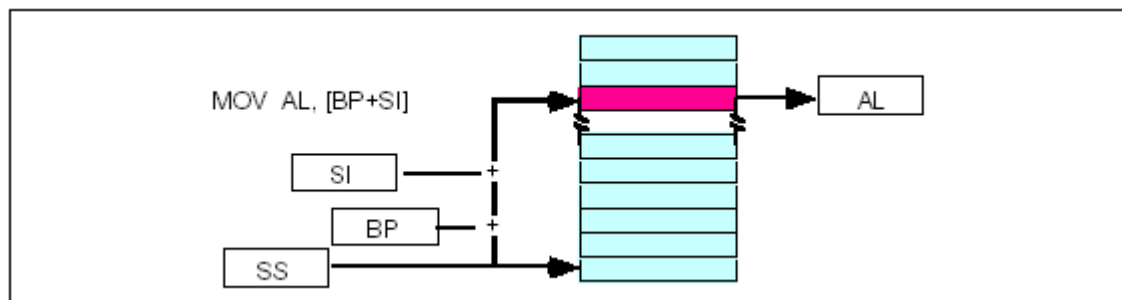 MOV AL, [BP+SI]
AL
SI
+
BP
+
SS